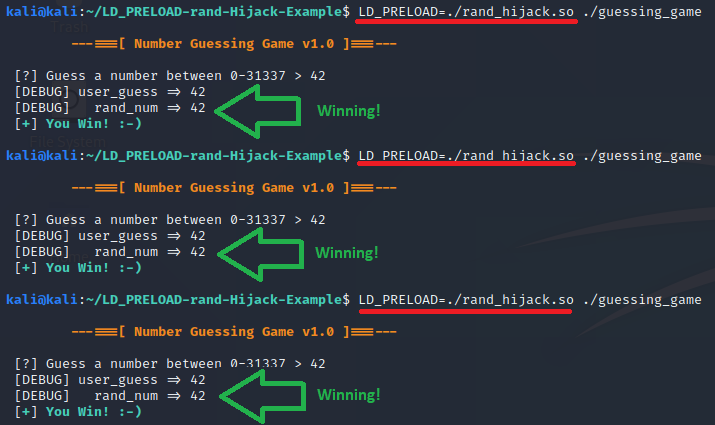 kali@kali:~/LD_PRELOAD-rand-Hijack-Example$ LD_PRELOAD=./rand_hijack.so ./guessing_game
---===[ Number Guessing Game v1.0 ]===---
[?] Guess a number between 0-31337 > 42
[DEBUG] user_guess => 42
[DEBUG] rand_num => 42
Winning!
[+] You Win! :-)
kali@kali:~/LD_PRELOAD-rand-Hijack-Example$ LD_PRELOAD=./rand_hijack.so ./guessing_game
---===[ Number Guessing Game v1.0 ]===---
[?] Guess a number between 0-31337 > 42
[DEBUG] user_guess => 42
[DEBUG] rand_num => 42
Winning!
[+] You Win! :-)
kali@kali:~/LD_PRELOAD-rand-Hijack-Example$ LD_PRELOAD=./rand_hijack.so ./guessing_game
---===[ Number Guessing Game v1.0 ]===---
[?] Guess a number between 0-31337 > 42
[DEBUG] user_guess => 42
[DEBUG] rand_num => 42
Winning!
[+] You Win! :-)